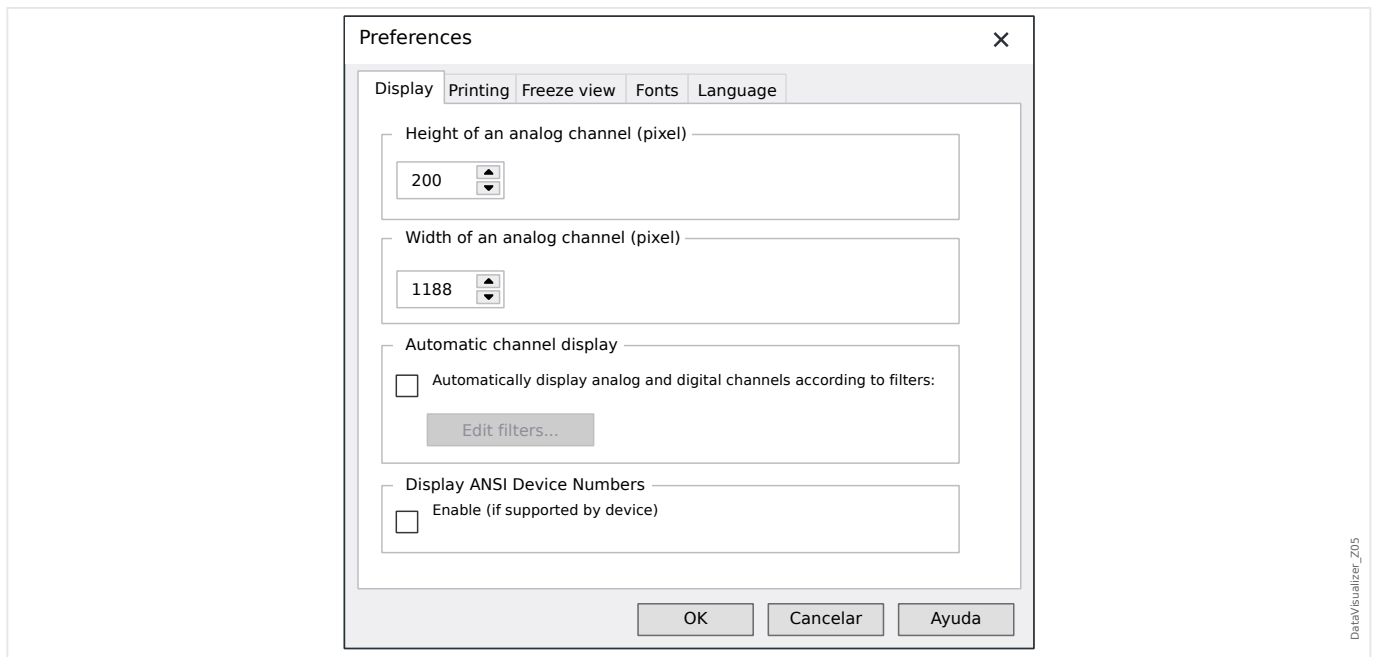 Preferences
Display Printing Freeze view Fonts Language
Height of an analog channel (pixel)
200
Width of an analog channel (pixel)
1188
Automatic channel display
Automatically display analog and digital channels according to filters:
Edit filters...
Display ANSI Device Numbers
Enable (if supported by device)
OK Cancelar Ayuda
DataVisualizer_Z05